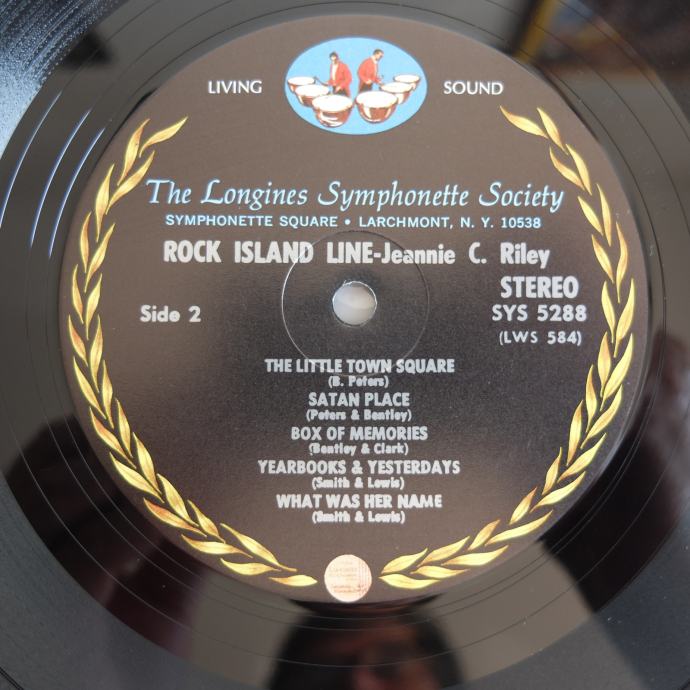 LIVING SOUND
The Longines Symphonette Society
SYMPHONETTE SQUARE • LARCHMONT, N. Y. 10538
ROCK ISLAND LINE-Jeannie C. Riley
STEREO
Side 2
SYS 5288
(LWS 584)
THE LITTLE TOWN SQUARE
(B. Peters)
SATAN PLACE
(Peters & Bentley)
BOX OF MEMORIES
(Bentley & Clark)
YEARBOOKS & YESTERDAYS
(Smith & Lewis)
WHAT WAS HER NAME
(Smith & Lewis)